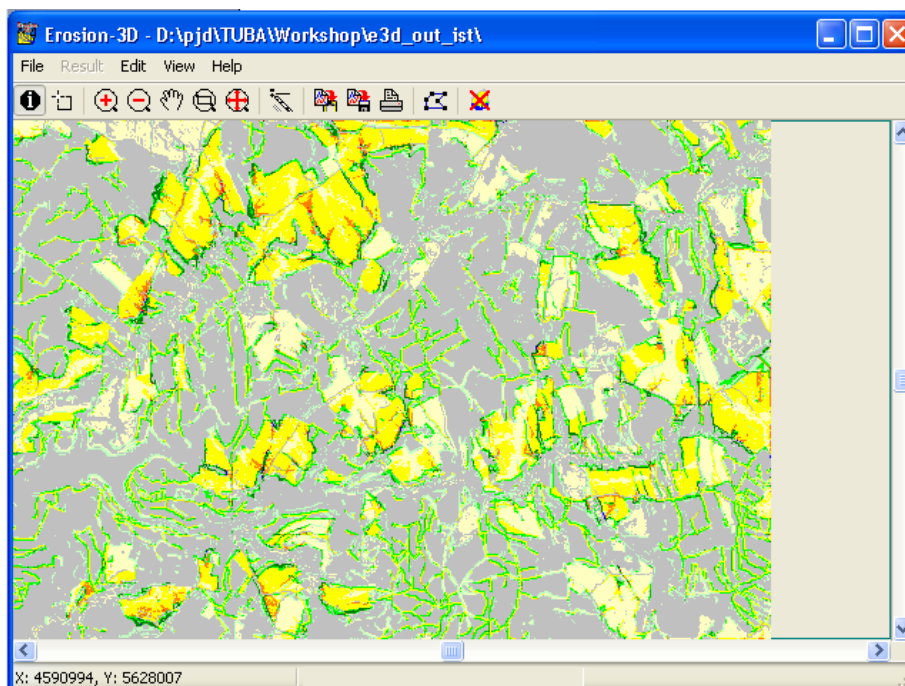 Erosion-3D - D:\pjd\TUBA\Workshop\e3d_out_ist\
File Result Edit View Help
X: 4590994, Y: 5628007